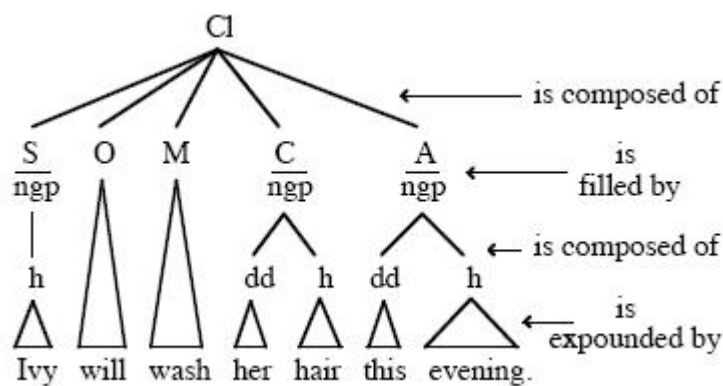 Cl
is composed of
S O M C A
is
ngp ngp ngp
filled by
is composed of
h dd h dd h
is
expounded by
Ivy will wash her hair this evening.